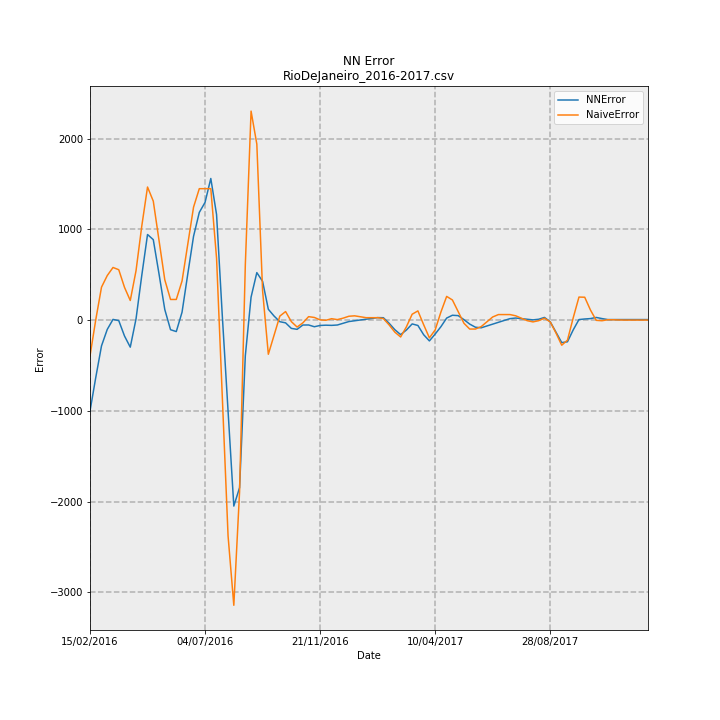 NN Error
RioDeJaneiro_2016-2017.csv
NNError
NaiveError
2000
1000
0
−1000
−2000
−3000
Error
15/02/2016
04/07/2016
21/11/2016
10/04/2017
28/08/2017
Date